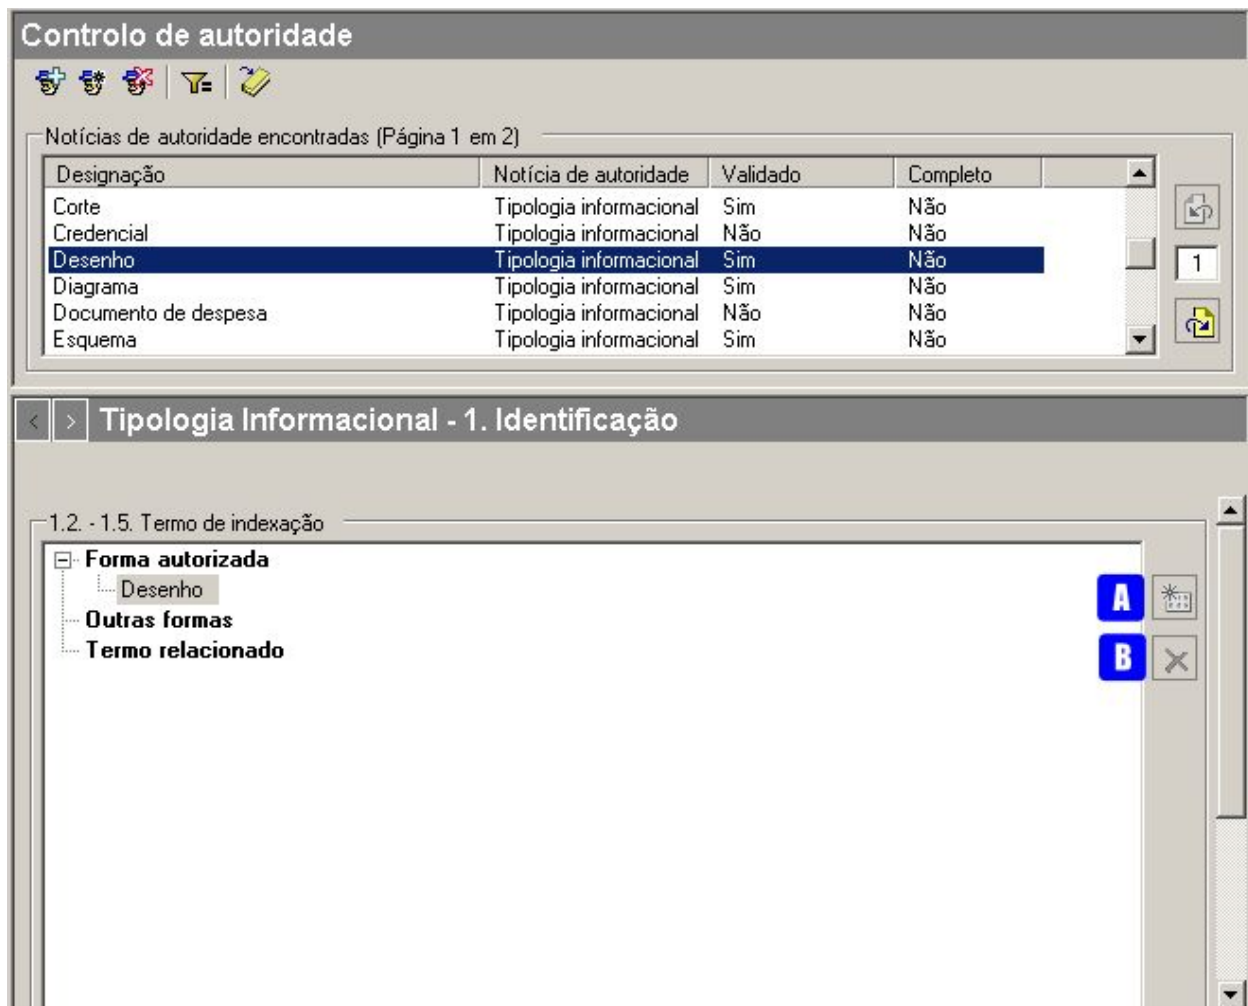 Controlo de autoridade
Notícias de autoridade encontradas (Página 1 em 2)
Designação Notícia de autoridade Validado Completo
Corte Tipologia informacional Sim Não
Credencial Tipologia informacional Não Não
Desenho Tipologia informacional Sim Não
Diagrama Tipologia informacional Sim Não
Documento de despesa Tipologia informacional Não Não
Esquema Tipologia informacional Sim Não
1
< > Tipologia Informacional - 1. Identificação
1.2. - 1.5. Termo de indexação
Forma autorizada
Desenho
A
Outras formas
Termo relacionado
B